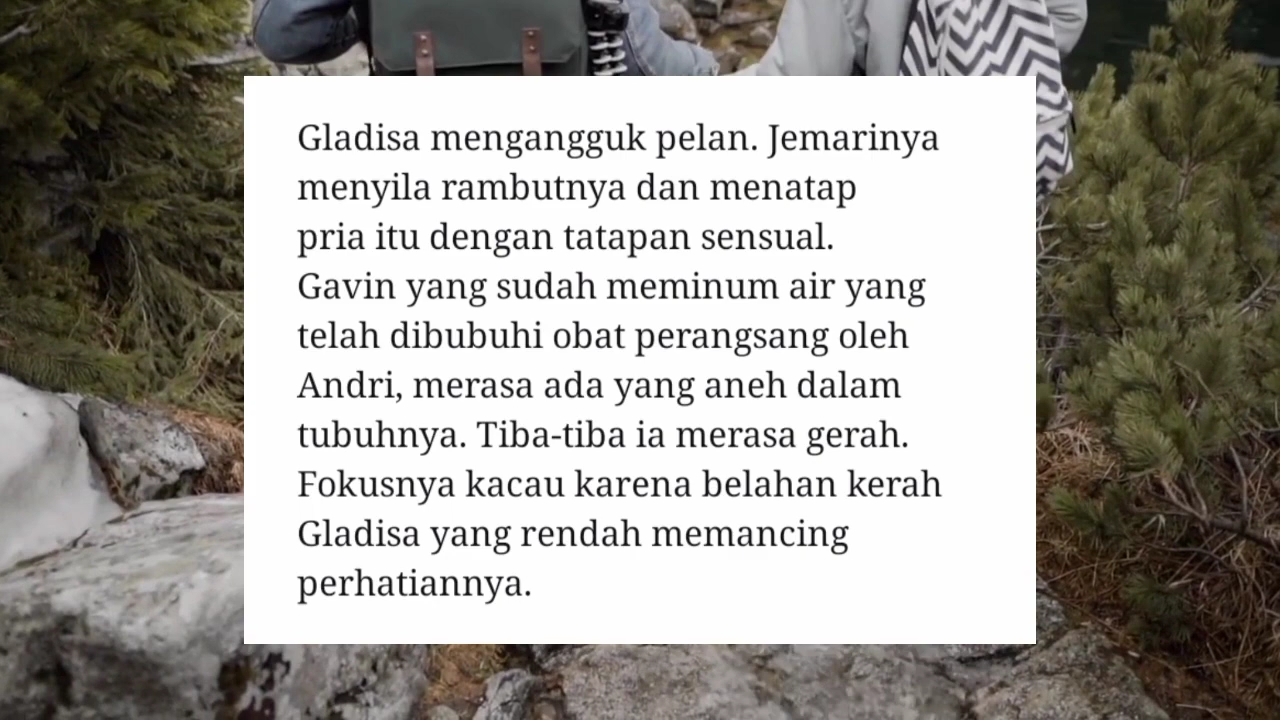 Gladisa mengangguk pelan. Jemarinya
menyila rambutnya dan menatap
pria itu dengan tatapan sensual.
Gavin yang sudah meminum air yang
telah dibubuhi obat perangsang oleh
Andri, merasa ada yang aneh dalam
tubuhnya. Tiba-tiba ia merasa gerah.
Fokusnya kacau karena belahan kerah
Gladisa yang rendah memancing
perhatiannya.